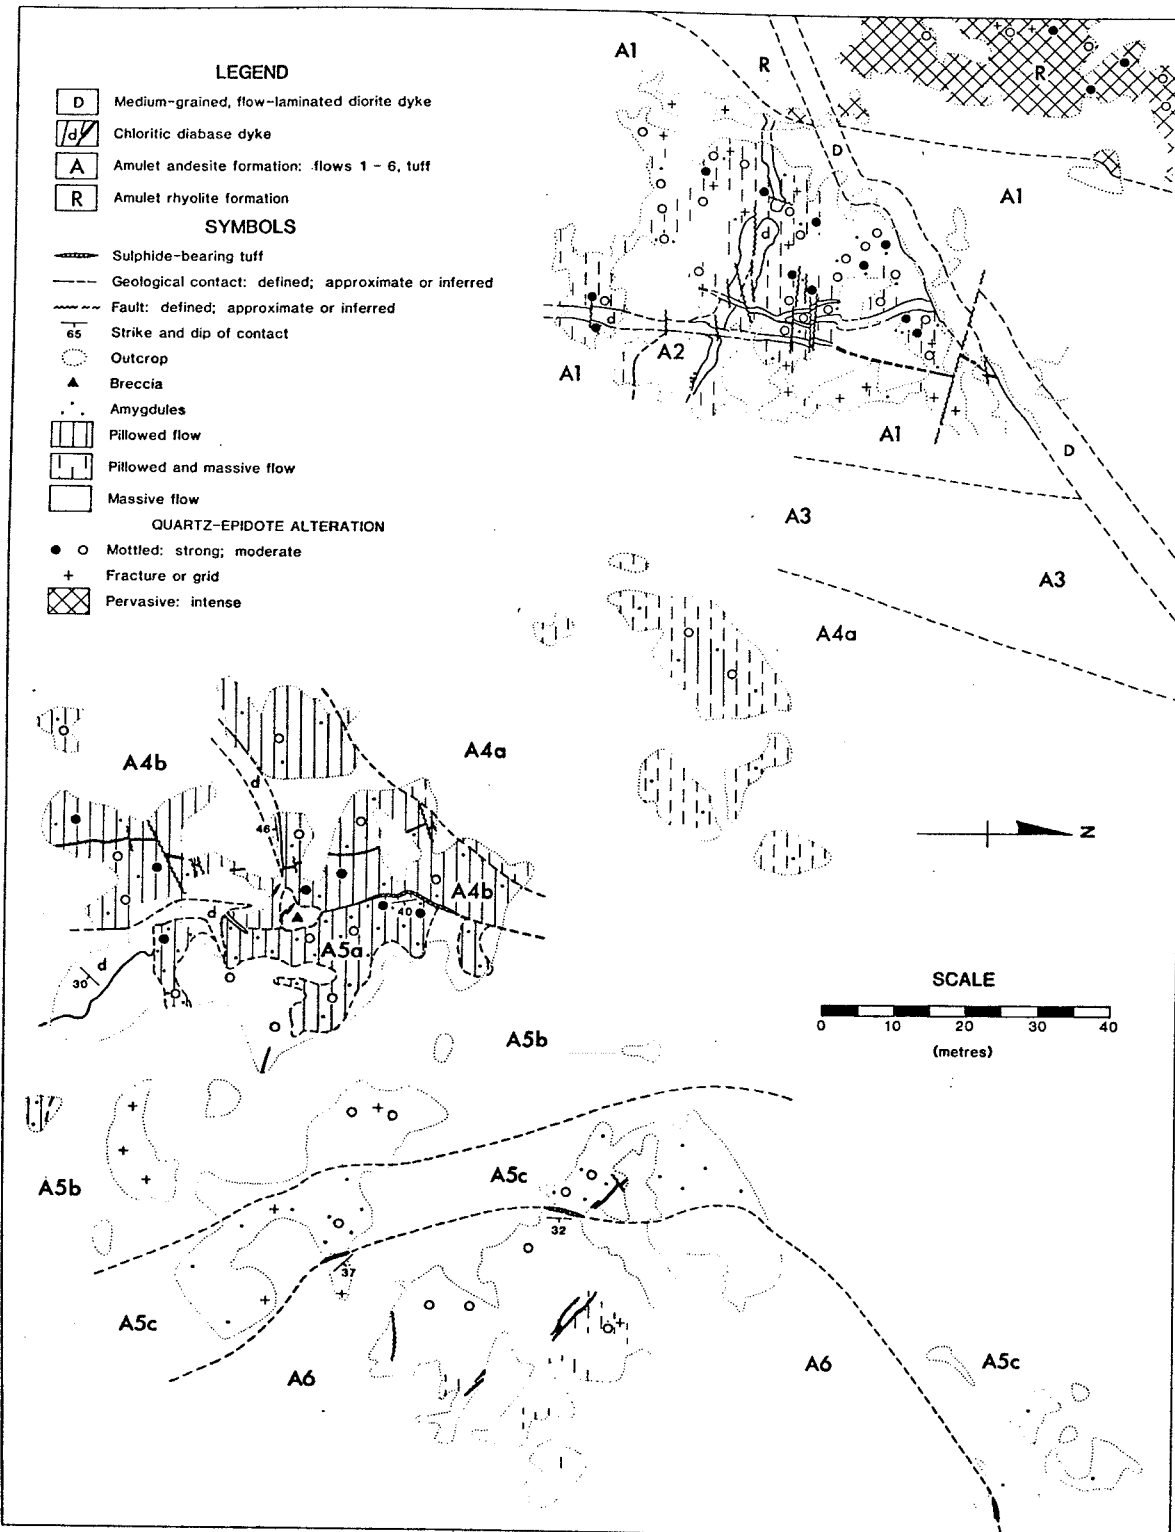 LEGEND
D Medium-grained, flow-laminated diorite dyke
d Chloritic diabase dyke
A Amulet andesite formation: flows 1 - 6, tuff
R Amulet rhyolite formation
SYMBOLS
Sulphide-bearing tuff
Geological contact: defined; approximate or inferred
Fault: defined; approximate or inferred
65 Strike and dip of contact
Outcrop
Breccia
Amygdules
Pillowed flow
Pillowed and massive flow
Massive flow
QUARTZ-EPIDOTE ALTERATION
Mottled: strong; moderate
Fracture or grid
Pervasive: intense
A1
R
R
D
A1
d
d
A2
A1
A1
D
A3
A3
A4a
A4b
A4a
d
46
A4b
40
d
A5a
d
30
N
SCALE
0 10 20 30 40
(metres)
A5b
A5b
A5c
32
37
A5c
A6
A6
A5c